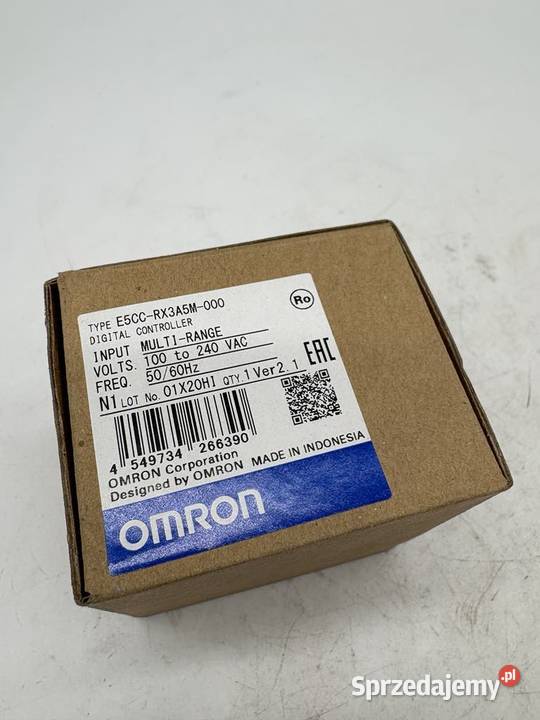 TYPE E5CC-RX3A5M-000
DIGITAL CONTROLLER
INPUT MULTI-RANGE
VOLTS. 100 to 240 VAC
FREQ. 50/60Hz
N1 LOT No. 01X20HI QTY. 1 Ver2.1
Ro
EAC
4 549734 266390
OMRON Corporation
Designed by OMRON MADE IN INDONESIA
OMRON
Sprzedajemy.pl